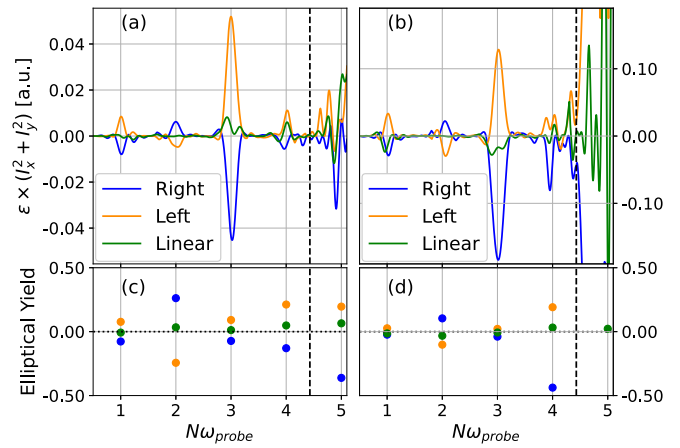 (a)
(b)
ε × (I_x^2 + I_y^2) [a.u.]
0.04
0.02
0.00
-0.02
-0.04
0.10
0.00
-0.10
Right
Left
Linear
Right
Left
Linear
(c)
(d)
Elliptical Yield
0.50
0.00
-0.50
0.50
0.00
-0.50
1 2 3 4 5
1 2 3 4 5
Nω_probe
Nω_probe